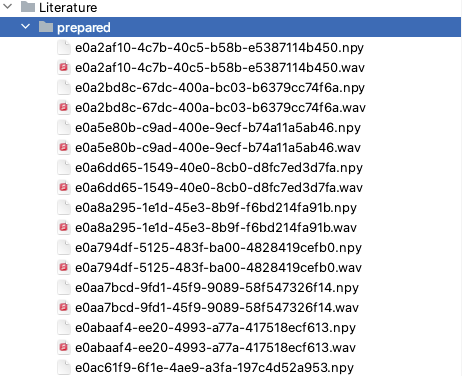 Literature
prepared
e0a2af10-4c7b-40c5-b58b-e5387114b450.npy
e0a2af10-4c7b-40c5-b58b-e5387114b450.wav
e0a2bd8c-67dc-400a-bc03-b6379cc74f6a.npy
e0a2bd8c-67dc-400a-bc03-b6379cc74f6a.wav
e0a5e80b-c9ad-400e-9ecf-b74a11a5ab46.npy
e0a5e80b-c9ad-400e-9ecf-b74a11a5ab46.wav
e0a6dd65-1549-40e0-8cb0-d8fc7ed3d7fa.npy
e0a6dd65-1549-40e0-8cb0-d8fc7ed3d7fa.wav
e0a8a295-1e1d-45e3-8b9f-f6bd214fa91b.npy
e0a8a295-1e1d-45e3-8b9f-f6bd214fa91b.wav
e0a794df-5125-483f-ba00-4828419cefb0.npy
e0a794df-5125-483f-ba00-4828419cefb0.wav
e0aa7bcd-9fd1-45f9-9089-58f547326f14.npy
e0aa7bcd-9fd1-45f9-9089-58f547326f14.wav
e0abaaf4-ee20-4993-a77a-417518ecf613.npy
e0abaaf4-ee20-4993-a77a-417518ecf613.wav
e0ac61f9-6f1e-4ae9-a3fa-197c4d52a953.npy